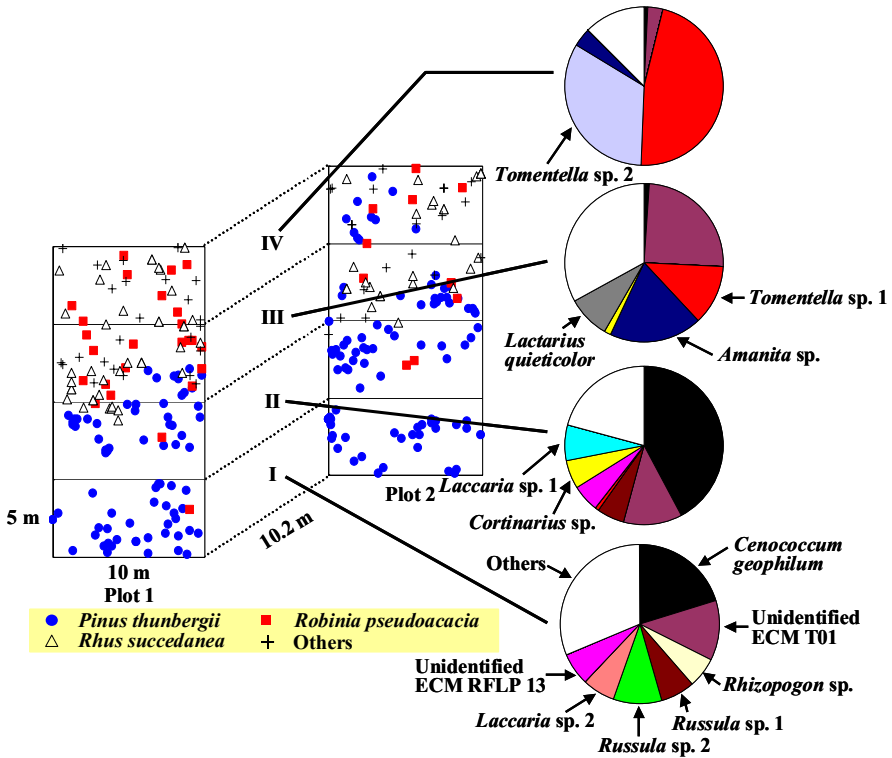 Tomentella sp. 2
IV
III
II
I
Tomentella sp. 1
Amanita sp.
Lactarius
quieticolor
Laccaria sp. 1
Cortinarius sp.
Plot 2
5 m
10.2 m
10 m
Plot 1
Others
Cenococcum
geophilum
Unidentified
ECM T01
Rhizopogon sp.
Russula sp. 1
Russula sp. 2
Laccaria sp. 2
Unidentified
ECM RFLP 13
Pinus thunbergii Robinia pseudoacacia
Rhus succedanea Others